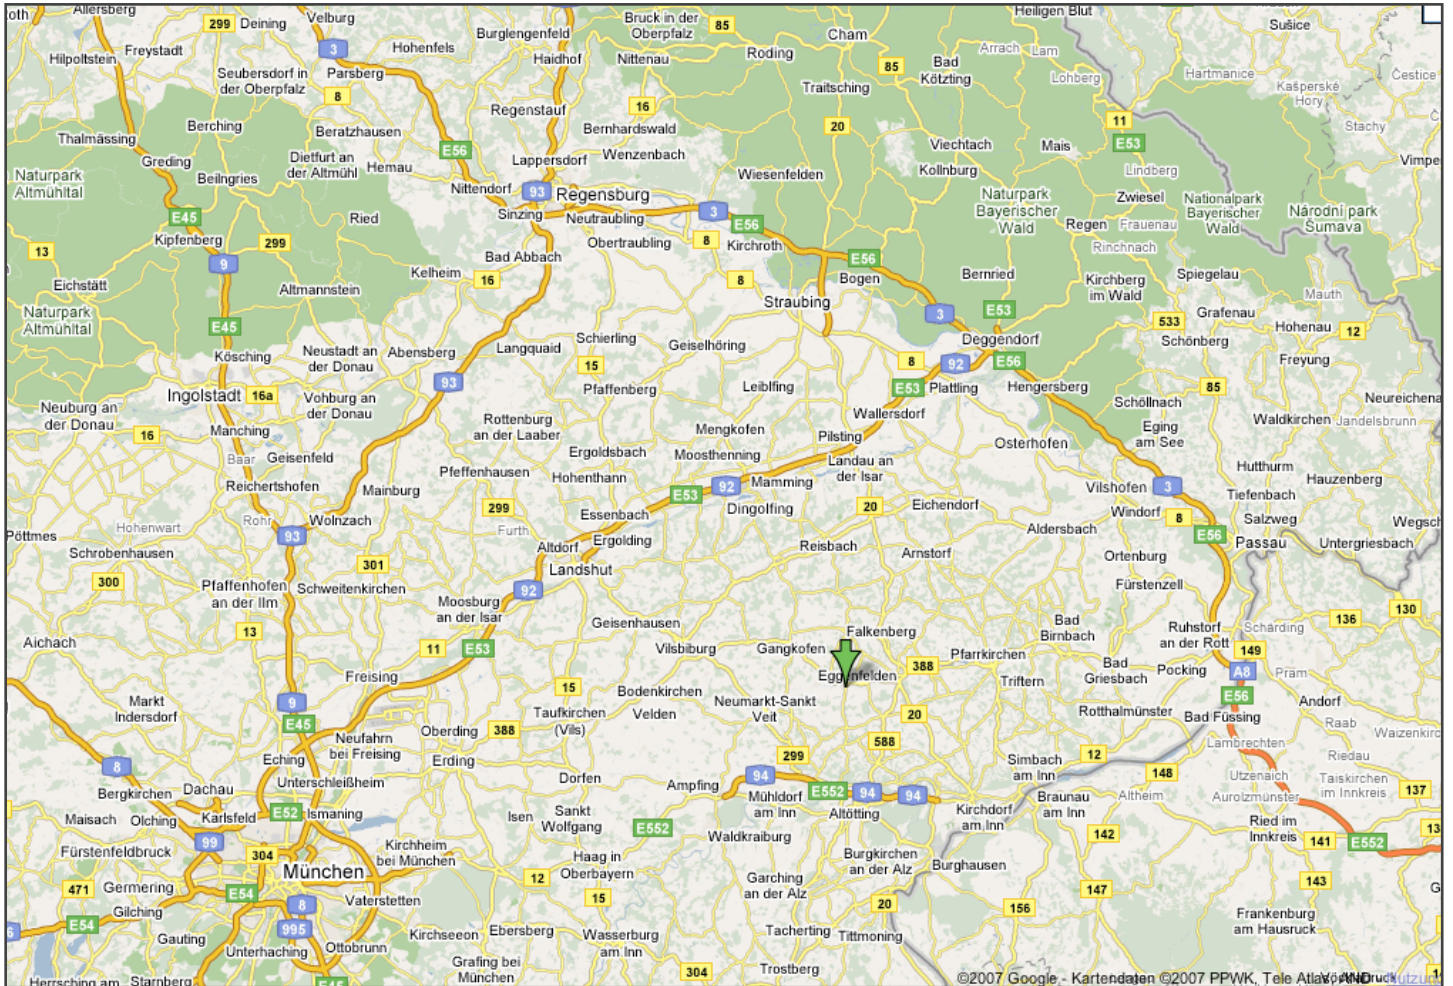 oth
Allersberg
299
Deining
Velburg
Bruck in der
Oberpfalz
85
Heiligen Blut
Sušice
Hilpoltstein
Freystadt
3
Hohenfels
Burglengenfeld
Haidhof
Nittenau
Roding
Cham
Arrach
Lam
Seubersdorf in
der Oberpfalz
Parsberg
8
85
Bad
Kötzting
Lohberg
Hartmanice
Kašperské
Hory
Čestice
Traitsching
Regenstauf
16
Thalmässing
Berching
Beratzhausen
Bernhardswald
20
11
E53
Stachy
Greding
Dietfurt an
der Altmühl
Hemau
E56
Lappersdorf
Wenzenbach
Viechtach
Mais
Kollnburg
Lindberg
Vimpe
Naturpark
Altmühltal
Beilngries
Nittendorf
93
Regensburg
Wiesenfelden
Naturpark
Bayerischer
Wald
Zwiesel
Nationalpark
Bayerischer
Wald
Národní park
Šumava
E45
Ried
Sinzing
Neutraubling
3
E56
Regen
Frauenau
Kipfenberg
299
13
9
Obertraubling
8
Kirchroth
E56
Rinchnach
Bad Abbach
Kelheim
16
8
Bogen
Bernried
Kirchberg
im Wald
Spiegelau
Eichstätt
Altmannstein
Straubing
Mauth
Naturpark
Altmühltal
E45
3
E53
533
Grafenau
Hohenau
12
Kösching
Neustadt an
der Donau
Abensberg
Langquaid
Schierling
Geiselhöring
Deggendorf
Schönberg
Freyung
15
8
92
E56
Ingolstadt
16a
93
Pfaffenberg
Leiblfing
E53
Plattling
Hengersberg
85
Neuburg an
der Donau
Vohburg an
der Donau
Schöllnach
Neureichena
16
Manching
Rottenburg
an der Laaber
Mengkofen
Wallersdorf
Pilsting
Osterhofen
Eging
am See
Waldkirchen
Jandelsbrunn
Baar
Geisenfeld
Ergoldsbach
Moosthenning
Landau an
der Isar
Reichertshofen
Mainburg
Pfeffenhausen
Hohenthann
92
Mamming
Vilshofen
3
Hutthurm
Hauzenberg
E53
Tiefenbach
299
Dingolfing
20
Eichendorf
Windorf
8
Salzweg
Wegsch
Pöttmes
Hohenwart
Rohr
Wolnzach
93
Furth
Essenbach
Aldersbach
E56
Passau
Untergriesbach
Schrobenhausen
Altdorf
Ergolding
Reisbach
Arnstorf
Ortenburg
300
301
Landshut
Pfaffenhofen
an der Ilm
Schweitenkirchen
92
Fürstenzell
Moosburg
an der Isar
Geisenhausen
130
136
13
Falkenberg
Bad
Birnbach
Ruhstorf
an der Rott
Schärding
Aichach
11
E53
Vilsbiburg
Gangkofen
388
Pfarrkirchen
149
Freising
Eggenfelden
Bad
Griesbach
Pocking
A8
Pram
15
Bodenkirchen
Triftern
E56
Markt
Indersdorf
9
E45
Taufkirchen
(Vils)
Velden
Neumarkt-Sankt
Veit
20
Rotthalmünster
Bad Füssing
Andorf
Raab
Oberding
388
588
Lambrechten
Waizenkirc
Neufahrn
bei Freising
Eching
Erding
299
12
Simbach
am Inn
148
Riedau
8
Bergkirchen
Dachau
Unterschleißheim
Dorfen
Ampfing
94
E552
94
94
Utzenaich
Taiskirchen
im Innkreis
137
Aurolzmünster
Maisach
Olching
Karlsfeld
E52
Ismaning
Isen
Sankt
Wolfgang
Mühldorf
am Inn
Altötting
Kirchdorf
am Inn
Braunau
am Inn
Altheim
Ried im
Innkreis
99
E552
Waldkraiburg
142
141
E552
13
Fürstenfeldbruck
304
Kirchheim
bei München
Haag in
Oberbayern
Burgkirchen
an der Alz
Burghausen
München
471
Germering
E54
12
Garching
an der Alz
147
143
G
8
Vaterstetten
15
20
156
Gilching
E54
6
995
Frankenburg
am Hausruck
Gauting
Unterhaching
Ottobrunn
Kirchseeon
Ebersberg
Wasserburg
am Inn
Tacherting
Tittmoning
Grafing bei
München
304
Trostberg
Herrsching am
Starnberg
©2007 Google - Kartendaten ©2007 PPWK, Tele Atlas, AND